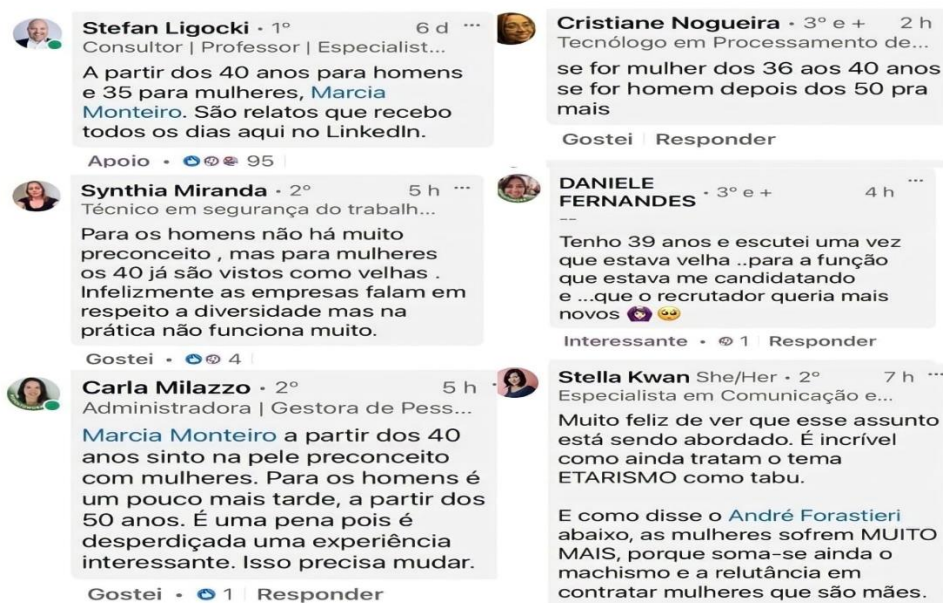 Stefan Ligocki · 1º 6 d ...
Consultor | Professor | Especialist...
A partir dos 40 anos para homens
e 35 para mulheres, Marcia
Monteiro. São relatos que recebo
todos os dias aqui no LinkedIn.
Apoio • 95
Synthia Miranda · 2º 5 h ...
Técnico em segurança do trabalh...
Para os homens não há muito
preconceito , mas para mulheres
os 40 já são vistos como velhas .
Infelizmente as empresas falam em
respeito a diversidade mas na
prática não funciona muito.
Gostei • 4
Carla Milazzo · 2º 5 h
Administradora | Gestora de Pess...
Marcia Monteiro a partir dos 40
anos sinto na pele preconceito
com mulheres. Para os homens é
um pouco mais tarde, a partir dos
50 anos. É uma pena pois é
desperdiçada uma experiência
interessante. Isso precisa mudar.
Gostei • 1 | Responder
Cristiane Nogueira · 3º e + 2 h
Tecnólogo em Processamento de...
se for mulher dos 36 aos 40 anos
se for homem depois dos 50 pra
mais
Gostei | Responder
DANIELE
FERNANDES · 3º e + 4 h ...
--
Tenho 39 anos e escutei uma vez
que estava velha ..para a função
que estava me candidatando
e ...que o recrutador queria mais
novos
Interessante • 1 | Responder
Stella Kwan She/Her · 2º 7 h ...
Especialista em Comunicação e...
Muito feliz de ver que esse assunto
está sendo abordado. É incrível
como ainda tratam o tema
ETARISMO como tabu.
E como disse o André Forastieri
abaixo, as mulheres sofrem MUITO
MAIS, porque soma-se ainda o
machismo e a relutância em
contratar mulheres que são mães.